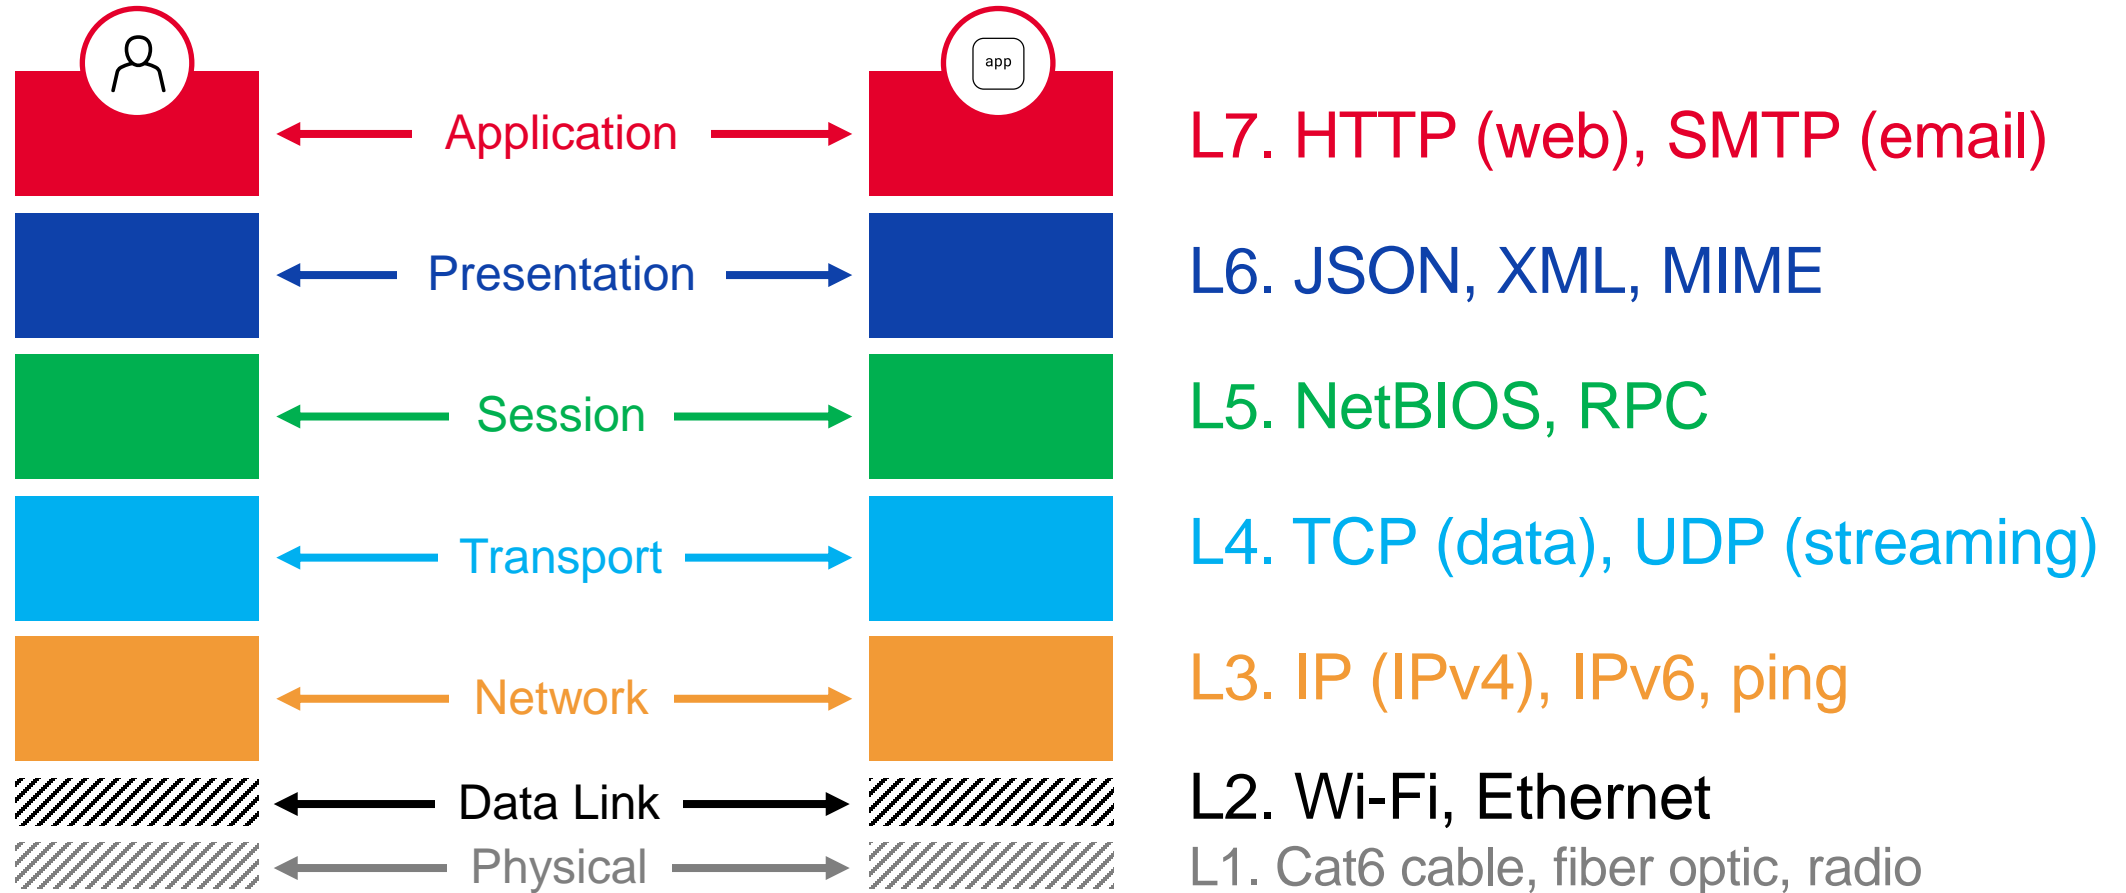 app
Application
L7. HTTP (web), SMTP (email)
Presentation
L6. JSON, XML, MIME
Session
L5. NetBIOS, RPC
Transport
L4. TCP (data), UDP (streaming)
Network
L3. IP (IPv4), IPv6, ping
Data Link
L2. Wi-Fi, Ethernet
Physical
L1. Cat6 cable, fiber optic, radio